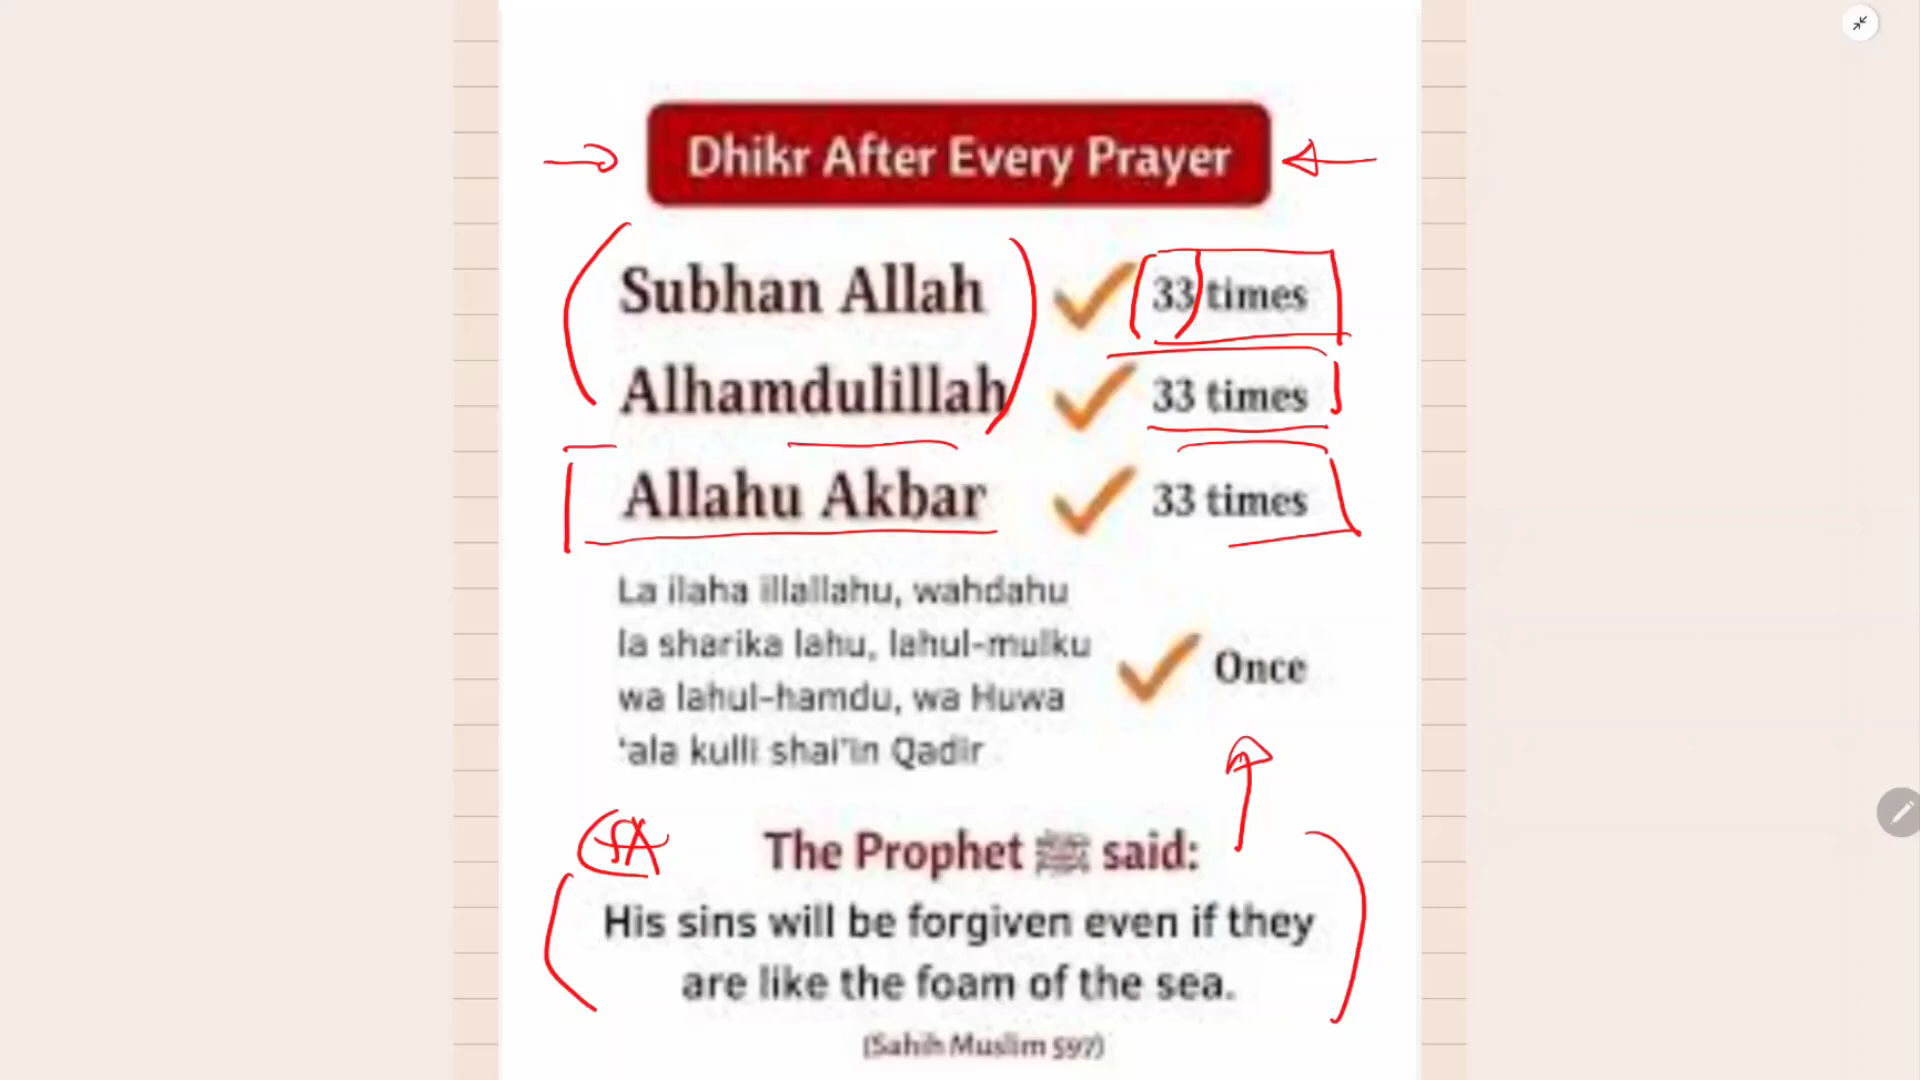 Dhikr After Every Prayer
Subhan Allah 33 times
Alhamdulillah 33 times
Allahu Akbar 33 times
La ilaha illallahu, wahdahu
la sharika lahu, lahul-mulku
wa lahul-hamdu, wa Huwa
'ala kulli shai'in Qadir
Once
SA
The Prophet ﷺ said:
His sins will be forgiven even if they
are like the foam of the sea.
(Sahih Muslim 597)